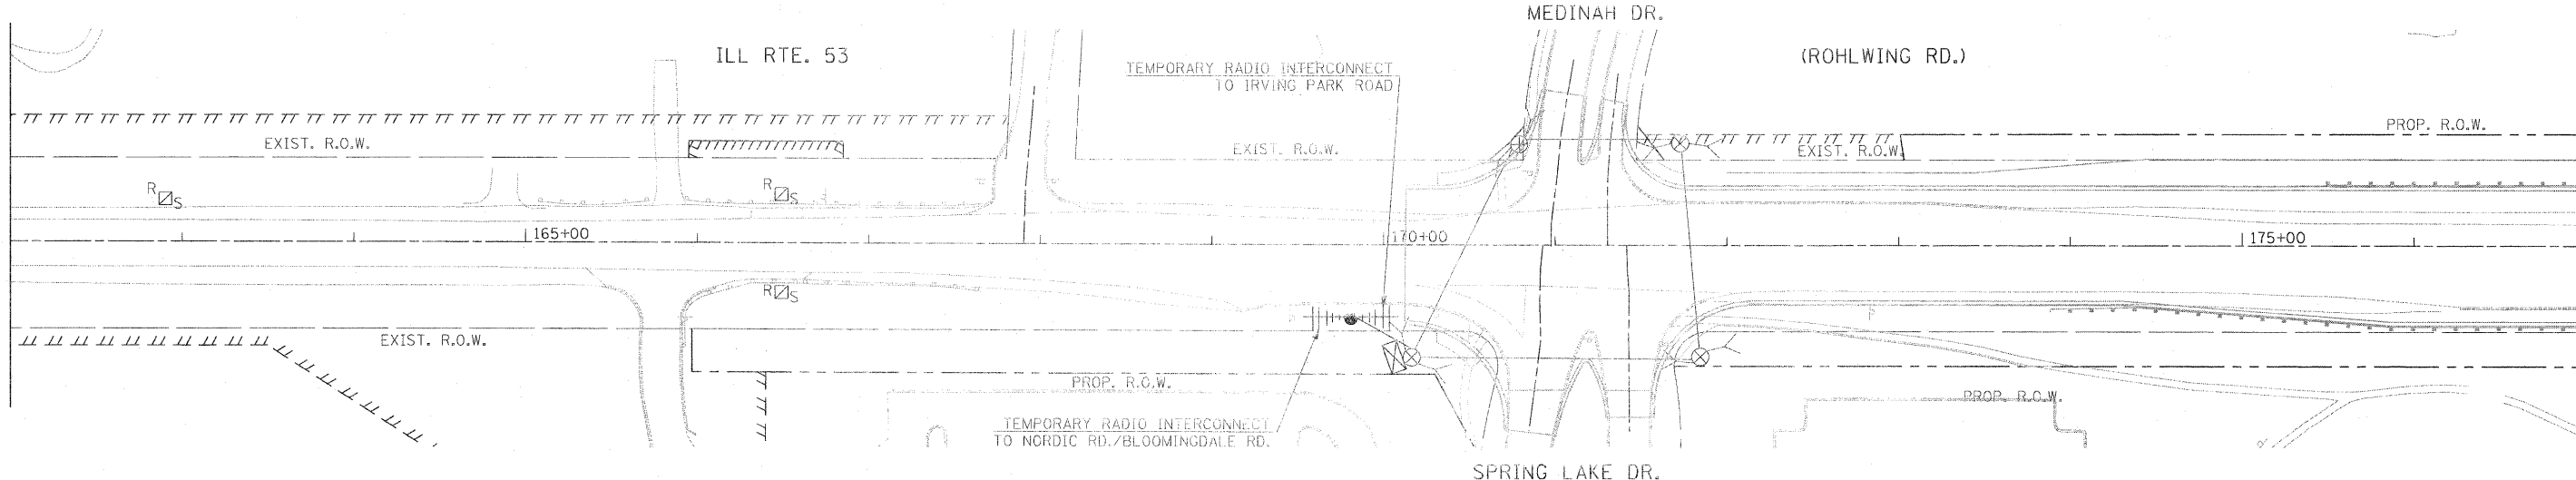 MEDINAH DR.
ILL RTE. 53
(ROHLWING RD.)
TEMPORARY RADIO INTERCONNECT
TO IRVING PARK ROAD
EXIST. R.O.W.
EXIST. R.O.W.
EXIST. R.O.W.
PROP. R.O.W.
R
S
R
S
165+00
170+00
175+00
R
S
EXIST. R.O.W.
PROP. R.O.W.
PROP. R.O.W.
TEMPORARY RADIO INTERCONNECT
TO NORDIC RD./BLOOMINGDALE RD.
SPRING LAKE DR.